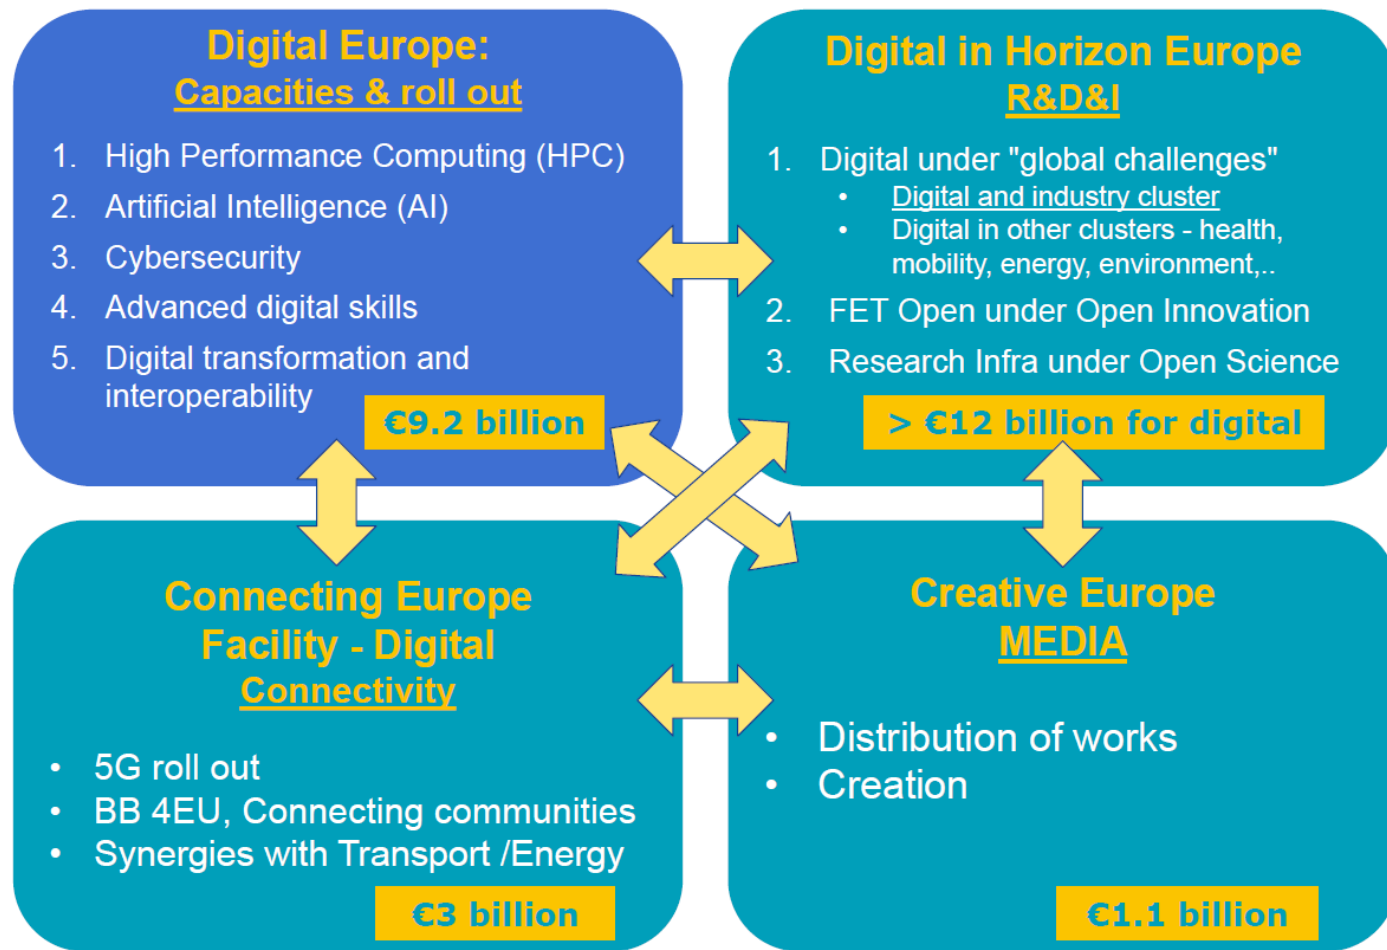 Digital Europe:
Capacities & roll out
1. High Performance Computing (HPC)
2. Artificial Intelligence (AI)
3. Cybersecurity
4. Advanced digital skills
5. Digital transformation and
interoperability
€9.2 billion
Digital in Horizon Europe
R&D&I
1. Digital under "global challenges"
• Digital and industry cluster
• Digital in other clusters - health,
mobility, energy, environment,..
2. FET Open under Open Innovation
3. Research Infra under Open Science
> €12 billion for digital
Connecting Europe
Facility - Digital
Connectivity
• 5G roll out
• BB 4EU, Connecting communities
• Synergies with Transport /Energy
€3 billion
Creative Europe
MEDIA
• Distribution of works
• Creation
€1.1 billion